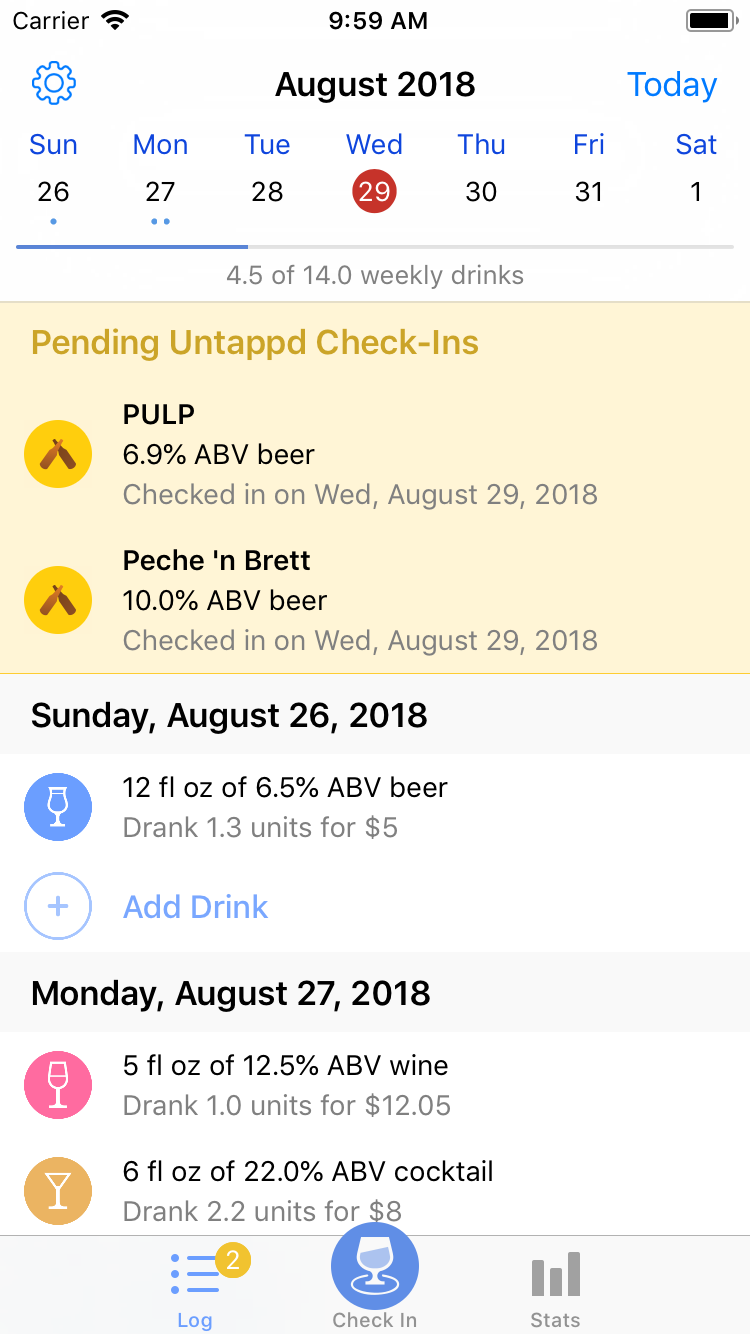 Carrier 9:59 AM
August 2018 Today
Sun Mon Tue Wed Thu Fri Sat
26 27 28 29 30 31 1
4.5 of 14.0 weekly drinks
Pending Untappd Check-Ins
PULP
6.9% ABV beer
Checked in on Wed, August 29, 2018
Peche 'n Brett
10.0% ABV beer
Checked in on Wed, August 29, 2018
Sunday, August 26, 2018
12 fl oz of 6.5% ABV beer
Drank 1.3 units for $5
+ Add Drink
Monday, August 27, 2018
5 fl oz of 12.5% ABV wine
Drank 1.0 units for $12.05
6 fl oz of 22.0% ABV cocktail
Drank 2.2 units for $8
2
Log Check In Stats